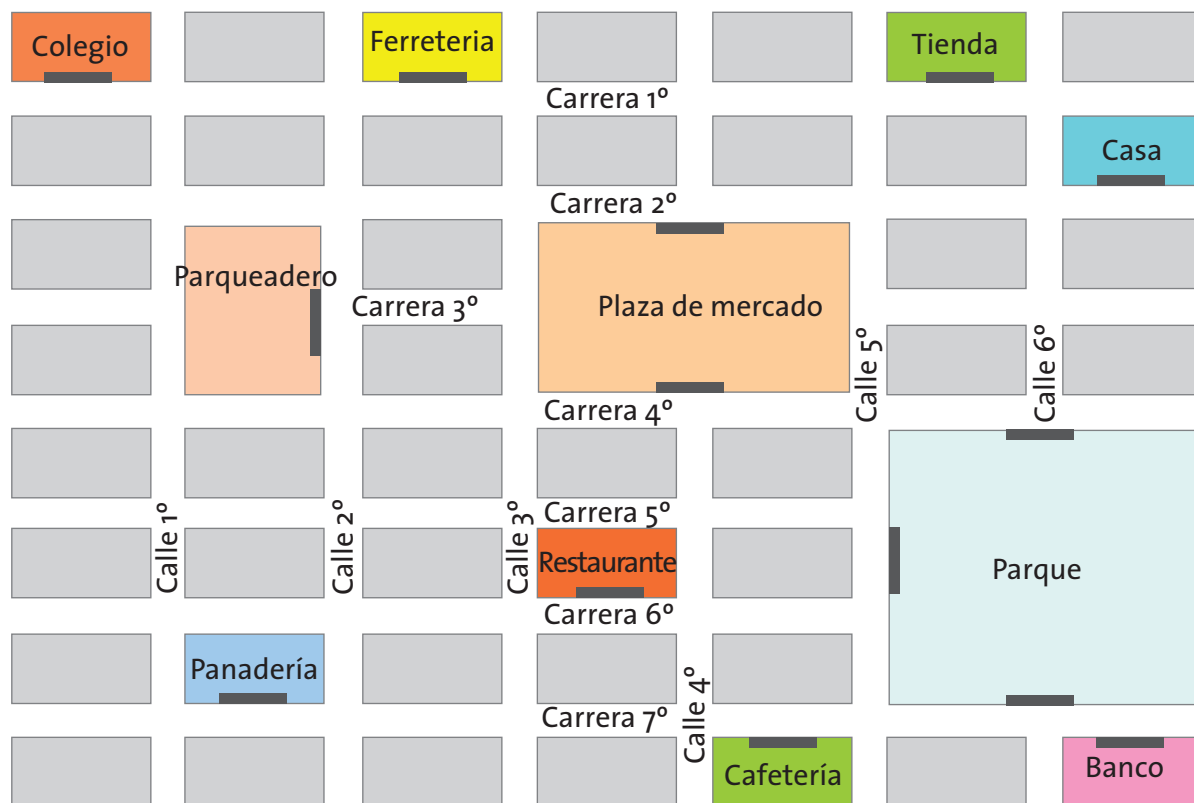 Colegio
Ferreteria
Tienda
Carrera 1º
Casa
Carrera 2º
Parqueadero
Carrera 3º
Plaza de mercado
Calle 5º
Calle 6º
Carrera 4º
Calle 1º
Calle 2º
Calle 3º
Carrera 5º
Restaurante
Parque
Carrera 6º
Panadería
Calle 4º
Carrera 7º
Cafetería
Banco